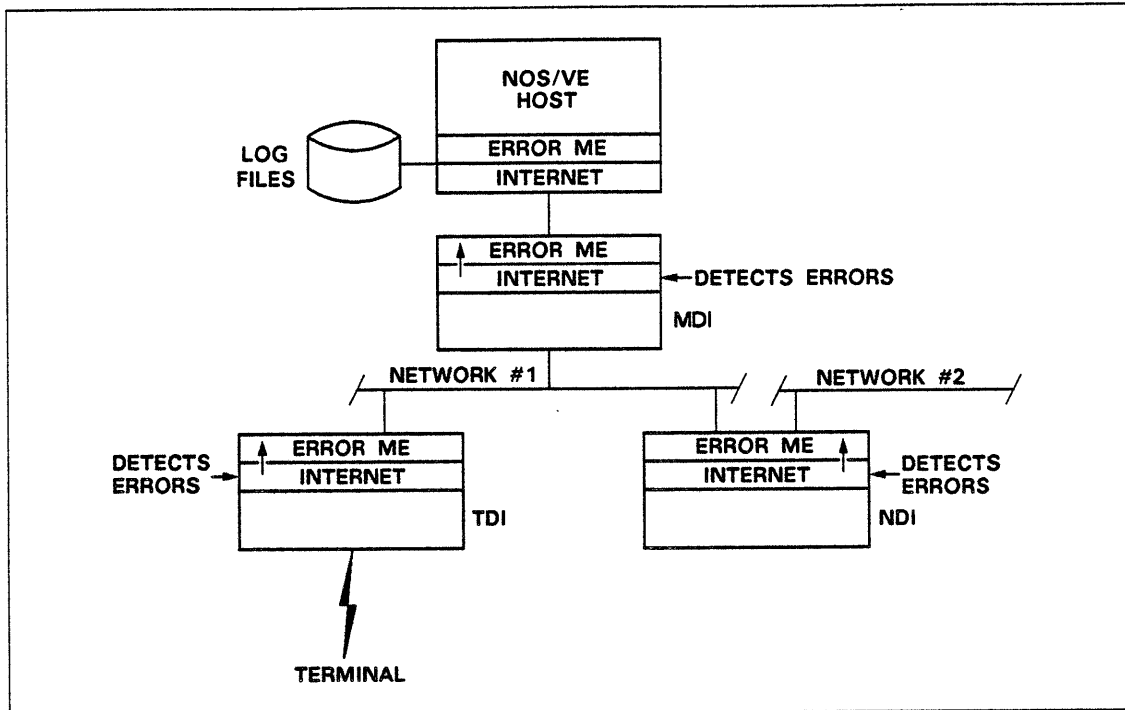 NOS/VE
HOST
ERROR ME
INTERNET
LOG
FILES
ERROR ME
INTERNET
DETECTS ERRORS
MDI
NETWORK #1
NETWORK #2
ERROR ME
INTERNET
DETECTS
ERRORS
TDI
ERROR ME
INTERNET
DETECTS
ERRORS
NDI
TERMINAL